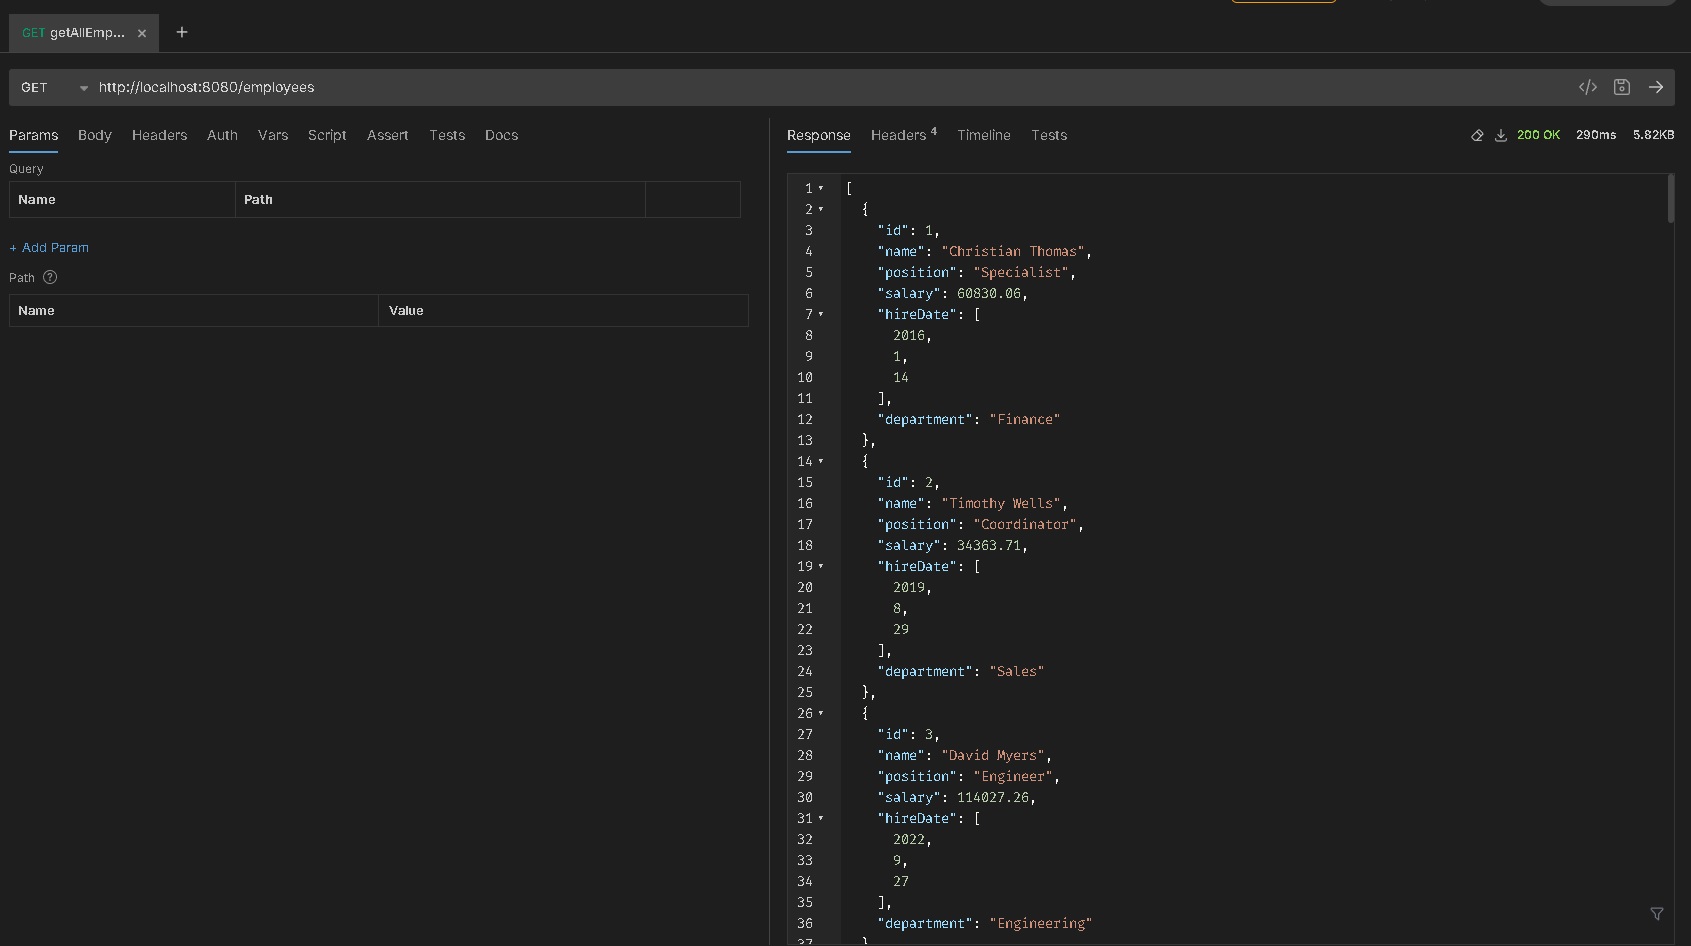 GET getAllEmp... ×
+
GET http://localhost:8080/employees
Params Body Headers Auth Vars Script Assert Tests Docs
Query
Name Path
+ Add Param
Path ?
Name Value
Response Headers 4 Timeline Tests 200 OK 290ms 5.82KB
1 [
2 {
3 "id": 1,
4 "name": "Christian Thomas",
5 "position": "Specialist",
6 "salary": 60830.06,
7 "hireDate": [
8 2016,
9 1,
10 14
11 ],
12 "department": "Finance"
13 },
14 {
15 "id": 2,
16 "name": "Timothy Wells",
17 "position": "Coordinator",
18 "salary": 34363.71,
19 "hireDate": [
20 2019,
21 8,
22 29
23 ],
24 "department": "Sales"
25 },
26 {
27 "id": 3,
28 "name": "David Myers",
29 "position": "Engineer",
30 "salary": 114027.26,
31 "hireDate": [
32 2022,
33 9,
34 27
35 ],
36 "department": "Engineering"
37 }